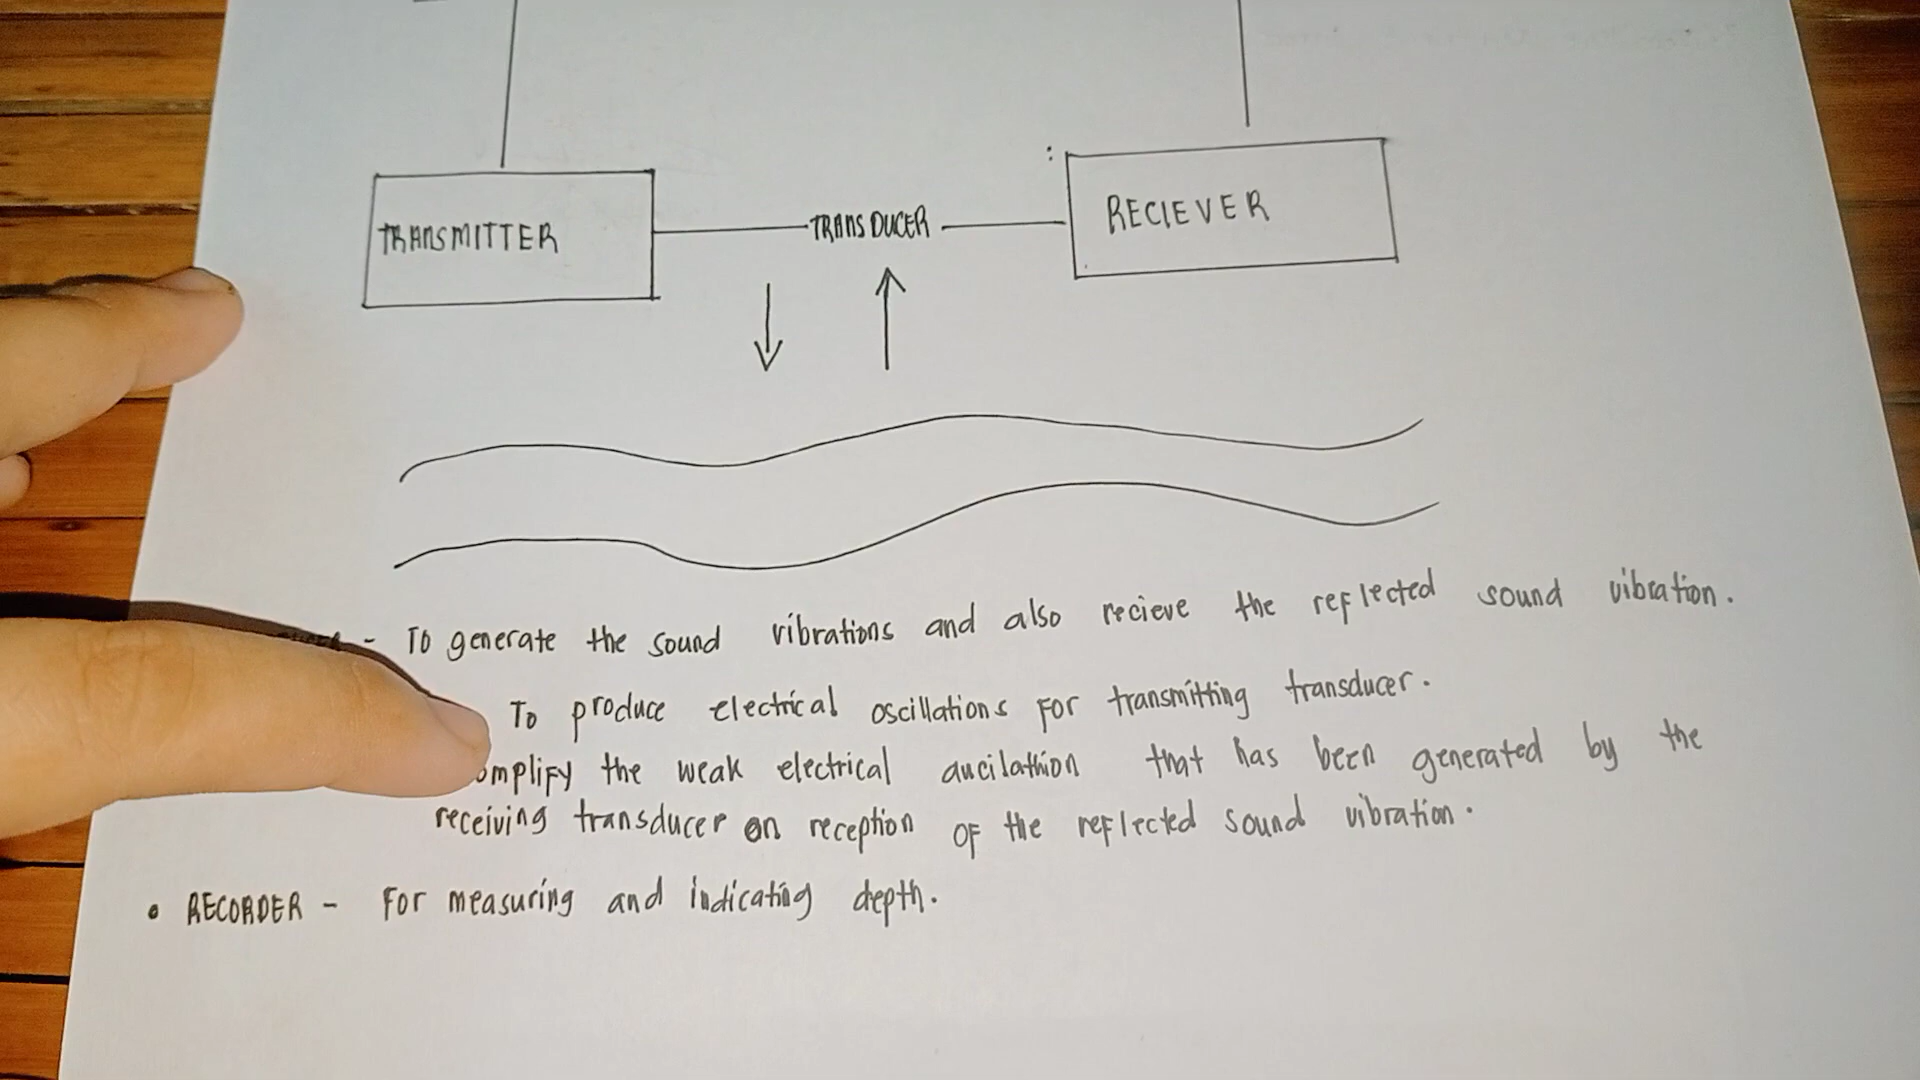 TRANSMITTER
TRANSDUCER
RECIEVER
- To generate the sound vibrations and also recieve the reflected sound vibration.
To produce electrical oscillations for transmitting transducer.
omplify the weak electrical aucilathion that has been generated by the
receiving transducer on reception of the reflected sound vibration.
• RECORDER - For measuring and indicating depth.